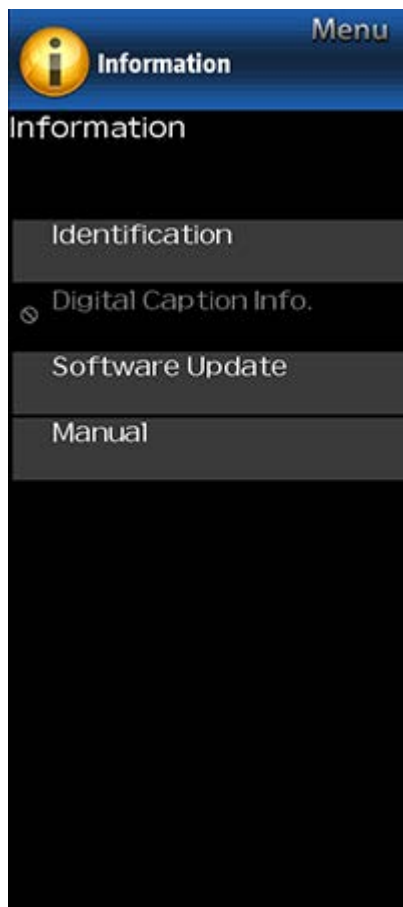 Menu
Information
Information
Identification
Digital Caption Info.
Software Update
Manual